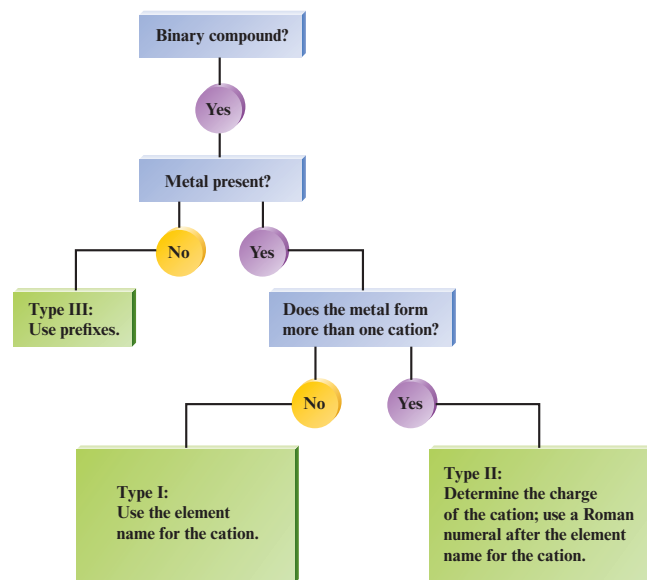 Binary compound?
Yes
Metal present?
No
Yes
Type III:
Use prefixes.
Does the metal form
more than one cation?
No
Yes
Type I:
Use the element
name for the cation.
Type II:
Determine the charge
of the cation; use a Roman
numeral after the element
name for the cation.